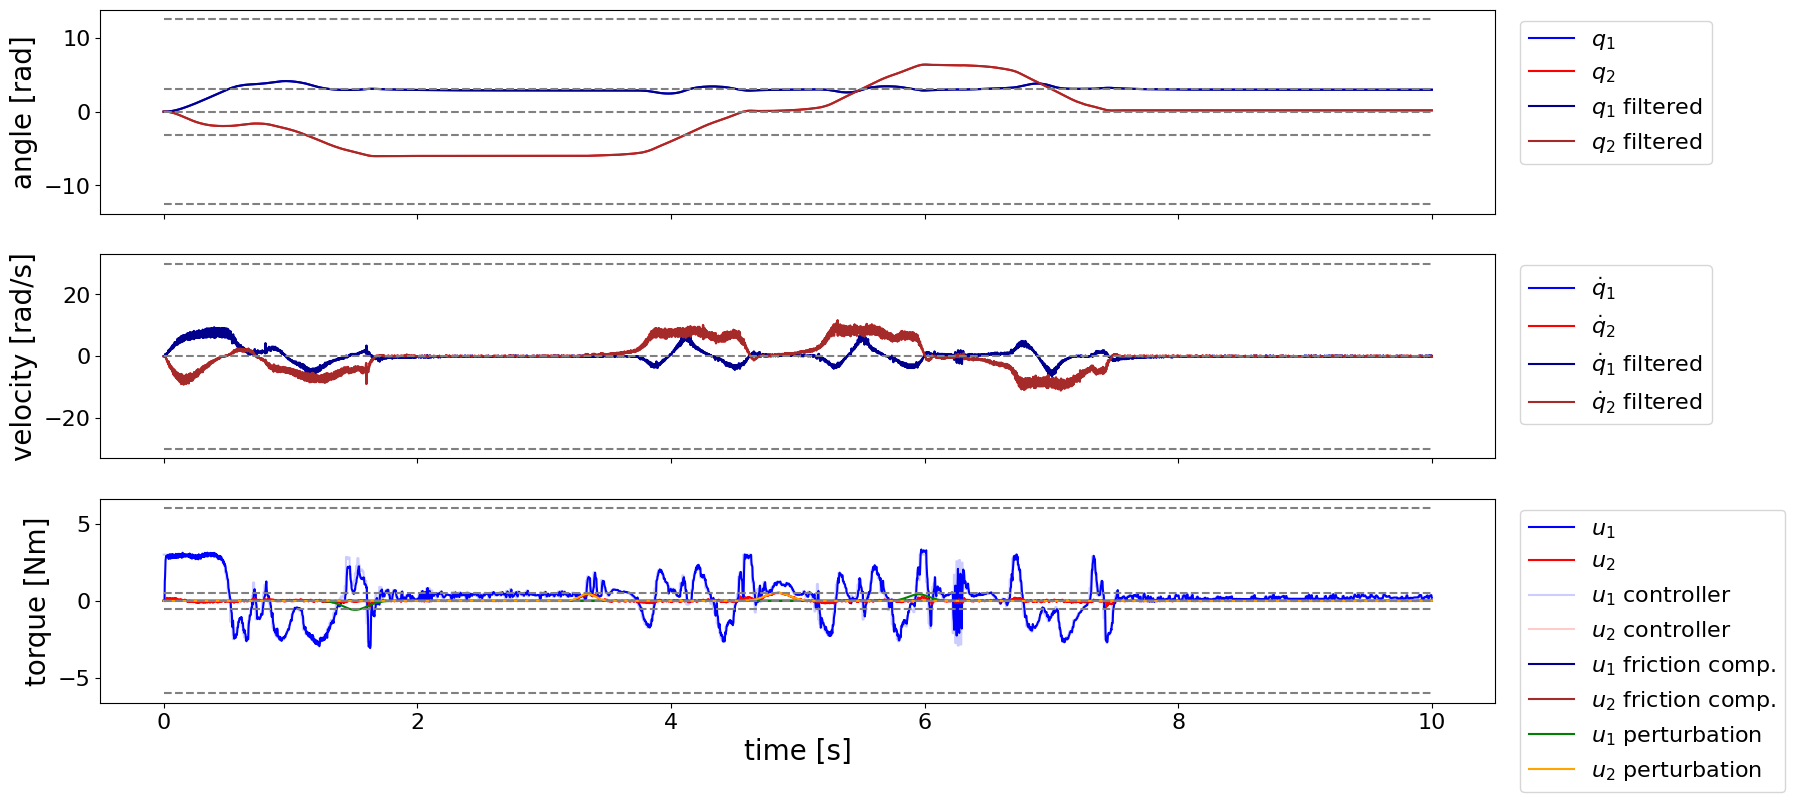 angle [rad]
10
0
−10
q₁
q₂
q₁ filtered
q₂ filtered
velocity [rad/s]
20
0
−20
q̇₁
q̇₂
q̇₁ filtered
q̇₂ filtered
torque [Nm]
5
0
−5
0 2 4 6 8 10
time [s]
u₁
u₂
u₁ controller
u₂ controller
u₁ friction comp.
u₂ friction comp.
u₁ perturbation
u₂ perturbation